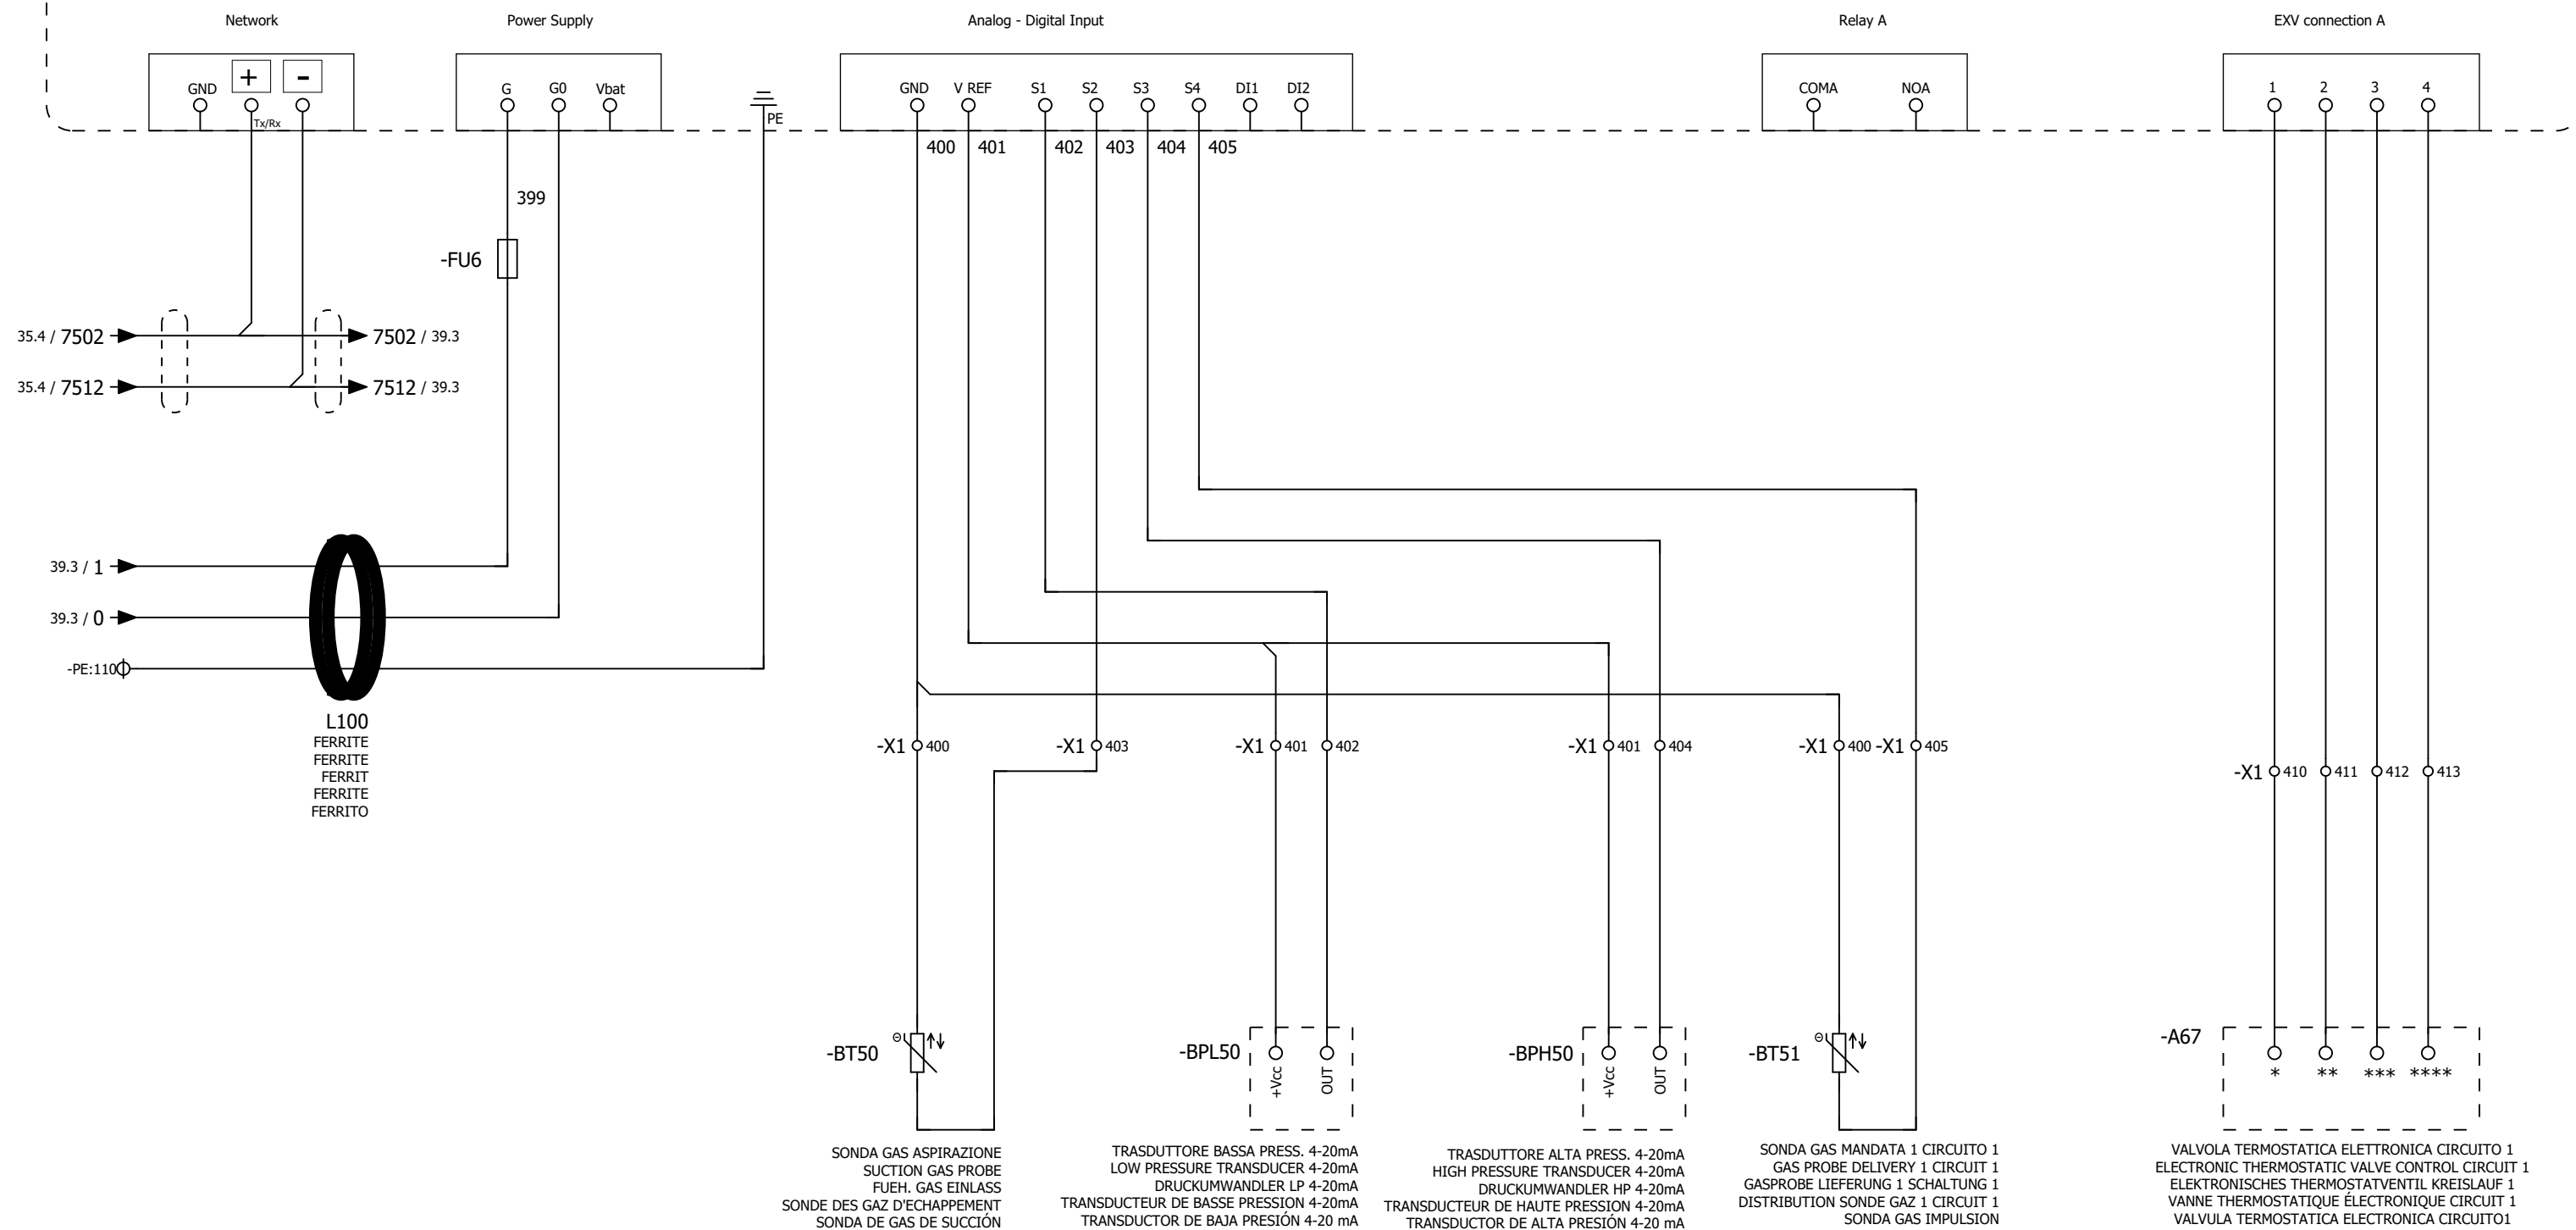 Network
Power Supply
Analog - Digital Input
Relay A
EXV connection A
GND
+
-
Tx/Rx
G
G0
Vbat
PE
GND
V REF
S1
S2
S3
S4
DI1
DI2
COMA
NOA
1
2
3
4
400
401
402
403
404
405
399
-FU6
35.4 / 7502
7502 / 39.3
35.4 / 7512
7512 / 39.3
39.3 / 1
39.3 / 0
-PE:110
L100
FERRITE
FERRITE
FERRIT
FERRITE
FERRITO
-X1 400
-X1 403
-X1 401
402
-X1 401
404
-X1 400
-X1 405
-X1 410
411
412
413
-BT50
Θ
-BPL50
+Vcc
OUT
-BPH50
+Vcc
OUT
-BT51
Θ
-A67
*
**
***
****
SONDA GAS ASPIRAZIONE
SUCTION GAS PROBE
FUEH. GAS EINLASS
SONDE DES GAZ D'ECHAPPEMENT
SONDA DE GAS DE SUCCIÓN
TRASDUTTORE BASSA PRESS. 4-20mA
LOW PRESSURE TRANSDUCER 4-20mA
DRUCKUMWANDLER LP 4-20mA
TRANSDUCTEUR DE BASSE PRESSION 4-20mA
TRANSDUCTOR DE BAJA PRESIÓN 4-20 mA
TRASDUTTORE ALTA PRESS. 4-20mA
HIGH PRESSURE TRANSDUCER 4-20mA
DRUCKUMWANDLER HP 4-20mA
TRANSDUCTEUR DE HAUTE PRESSION 4-20mA
TRANSDUCTOR DE ALTA PRESIÓN 4-20 mA
SONDA GAS MANDATA 1 CIRCUITO 1
GAS PROBE DELIVERY 1 CIRCUIT 1
GASPROBE LIEFERUNG 1 SCHALTUNG 1
DISTRIBUTION SONDE GAZ 1 CIRCUIT 1
SONDA GAS IMPULSION
VALVOLA TERMOSTATICA ELETTRONICA CIRCUITO 1
ELECTRONIC THERMOSTATIC VALVE CONTROL CIRCUIT 1
ELEKTRONISCHES THERMOSTATVENTIL KREISLAUF 1
VANNE THERMOSTATIQUE ÉLECTRONIQUE CIRCUIT 1
VALVULA TERMOSTATICA ELECTRONICA CIRCUITO1